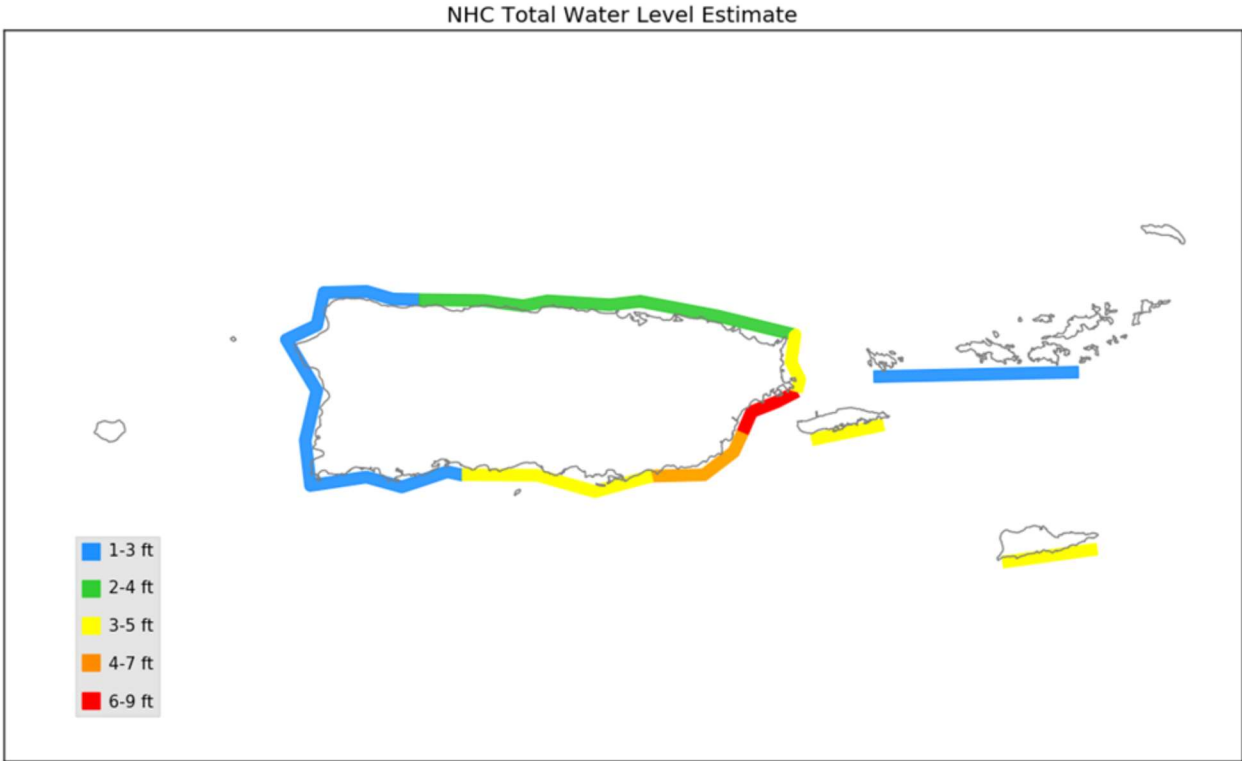 NHC Total Water Level Estimate
1-3 ft
2-4 ft
3-5 ft
4-7 ft
6-9 ft